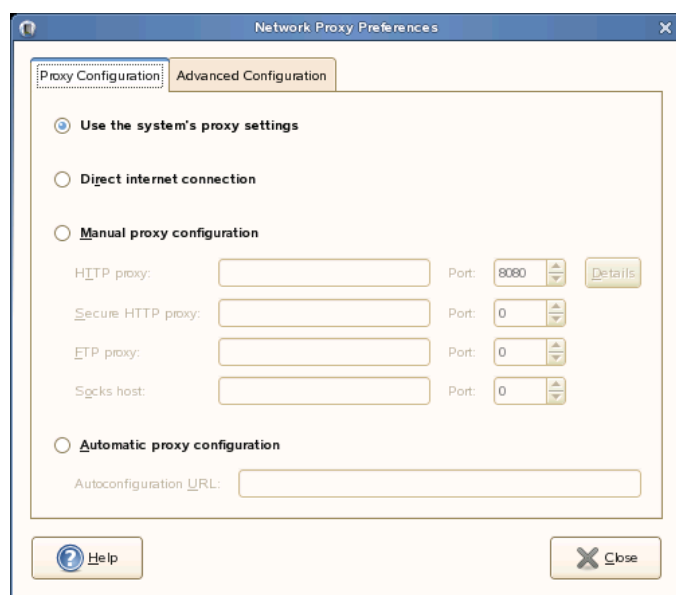 Network Proxy Preferences
Proxy Configuration Advanced Configuration
Use the system's proxy settings
Direct internet connection
Manual proxy configuration
HTTP proxy: Port: 8080 Details
Secure HTTP proxy: Port: 0
FTP proxy: Port: 0
Socks host: Port: 0
Automatic proxy configuration
Autoconfiguration URL:
Help Close